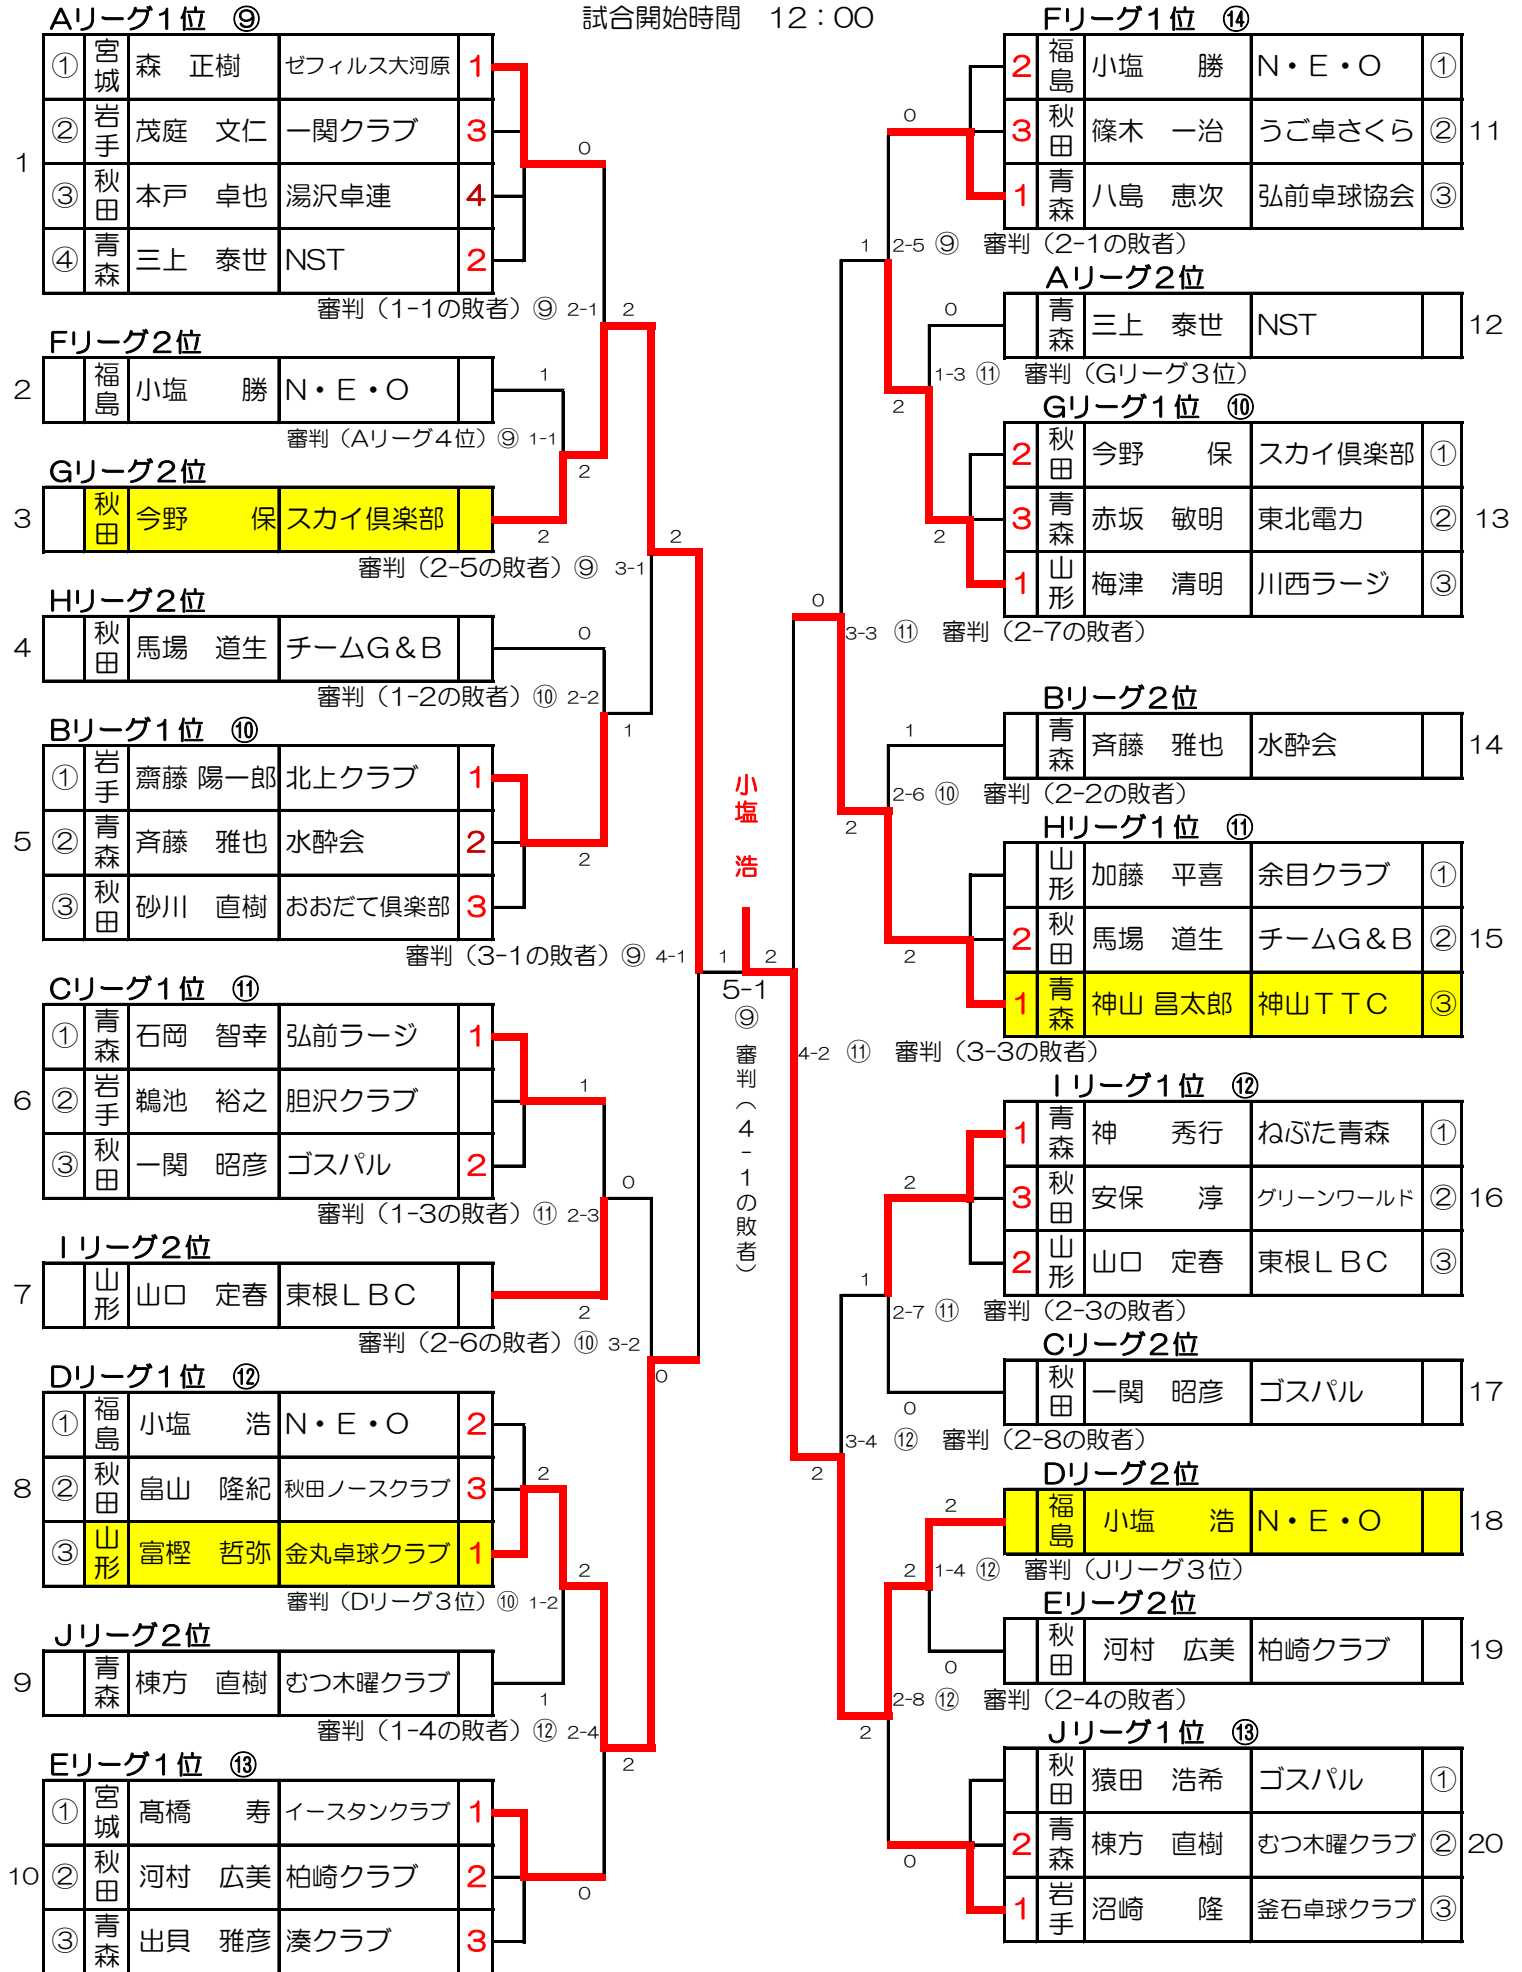 試合開始時間　12：00
Aリーグ1位　⑨
1
① 宮城 森　正樹 ゼフィルス大河原 1
② 岩手 茂庭　文仁 一関クラブ 3
③ 秋田 本戸　卓也 湯沢卓連 4
④ 青森 三上　泰世 NST 2
0
審判（1-1の敗者）⑨ 2-1
2
Fリーグ2位
2 福島 小塩　勝 N・E・O
1
審判（Aリーグ4位）⑨ 1-1
2
Gリーグ2位
3 秋田 今野　保 スカイ倶楽部
2
審判（2-5の敗者）⑨ 3-1
2
Hリーグ2位
4 秋田 馬場　道生 チームG＆B
0
審判（1-2の敗者）⑩ 2-2
1
Bリーグ1位　⑩
5
① 岩手 齋藤 陽一郎 北上クラブ 1
② 青森 斉藤　雅也 水酔会 2
③ 秋田 砂川　直樹 おおだて倶楽部 3
2
審判（3-1の敗者）⑨ 4-1
1
Cリーグ1位　⑪
6
① 青森 石岡　智幸 弘前ラージ 1
② 岩手 鵜池　裕之 胆沢クラブ
③ 秋田 一関　昭彦 ゴスパル 2
1
審判（1-3の敗者）⑪ 2-3
0
Iリーグ2位
7 山形 山口　定春 東根LBC
2
審判（2-6の敗者）⑩ 3-2
0
Dリーグ1位　⑫
8
① 福島 小塩　浩 N・E・O 2
② 秋田 畠山　隆紀 秋田ノースクラブ 3
③ 山形 富樫　哲弥 金丸卓球クラブ 1
2
2
審判（Dリーグ3位）⑩ 1-2
Jリーグ2位
9 青森 棟方　直樹 むつ木曜クラブ
1
審判（1-4の敗者）⑫ 2-4
2
Eリーグ1位　⑬
10
① 宮城 髙橋　寿 イースタンクラブ 1
② 秋田 河村　広美 柏崎クラブ 2
③ 青森 出貝　雅彦 湊クラブ 3
0
小塩　浩
2
5-1
⑨
審判（4-1の敗者）
Fリーグ1位　⑭
2 福島 小塩　勝 N・E・O ①
3 秋田 篠木　一治 うご卓さくら ②
1 青森 八島　恵次 弘前卓球協会 ③
11
0
1
2-5 ⑨　審判（2-1の敗者）
Aリーグ2位
青森 三上　泰世 NST 12
0
1-3 ⑪　審判（Gリーグ3位）
2
Gリーグ1位　⑩
2 秋田 今野　保 スカイ倶楽部 ①
3 青森 赤坂　敏明 東北電力 ②
1 山形 梅津　清明 川西ラージ ③
13
2
0
3-3 ⑪　審判（2-7の敗者）
Bリーグ2位
青森 斉藤　雅也 水酔会 14
1
2-6 ⑩　審判（2-2の敗者）
2
Hリーグ1位　⑪
山形 加藤　平喜 余目クラブ ①
2 秋田 馬場　道生 チームG＆B ②
1 青森 神山 昌太郎 神山TTC ③
15
2
4-2 ⑪　審判（3-3の敗者）
Iリーグ1位　⑫
1 青森 神　秀行 ねぶた青森 ①
3 秋田 安保　淳 グリーンワールド ②
2 山形 山口　定春 東根LBC ③
16
2
1
2-7 ⑪　審判（2-3の敗者）
Cリーグ2位
秋田 一関　昭彦 ゴスパル 17
0
3-4 ⑫　審判（2-8の敗者）
2
Dリーグ2位
福島 小塩　浩 N・E・O 18
2
2
1-4 ⑫　審判（Jリーグ3位）
Eリーグ2位
秋田 河村　広美 柏崎クラブ 19
0
2-8 ⑫　審判（2-4の敗者）
2
Jリーグ1位　⑬
秋田 猿田　浩希 ゴスパル ①
2 青森 棟方　直樹 むつ木曜クラブ ②
1 岩手 沼崎　隆 釜石卓球クラブ ③
20
0